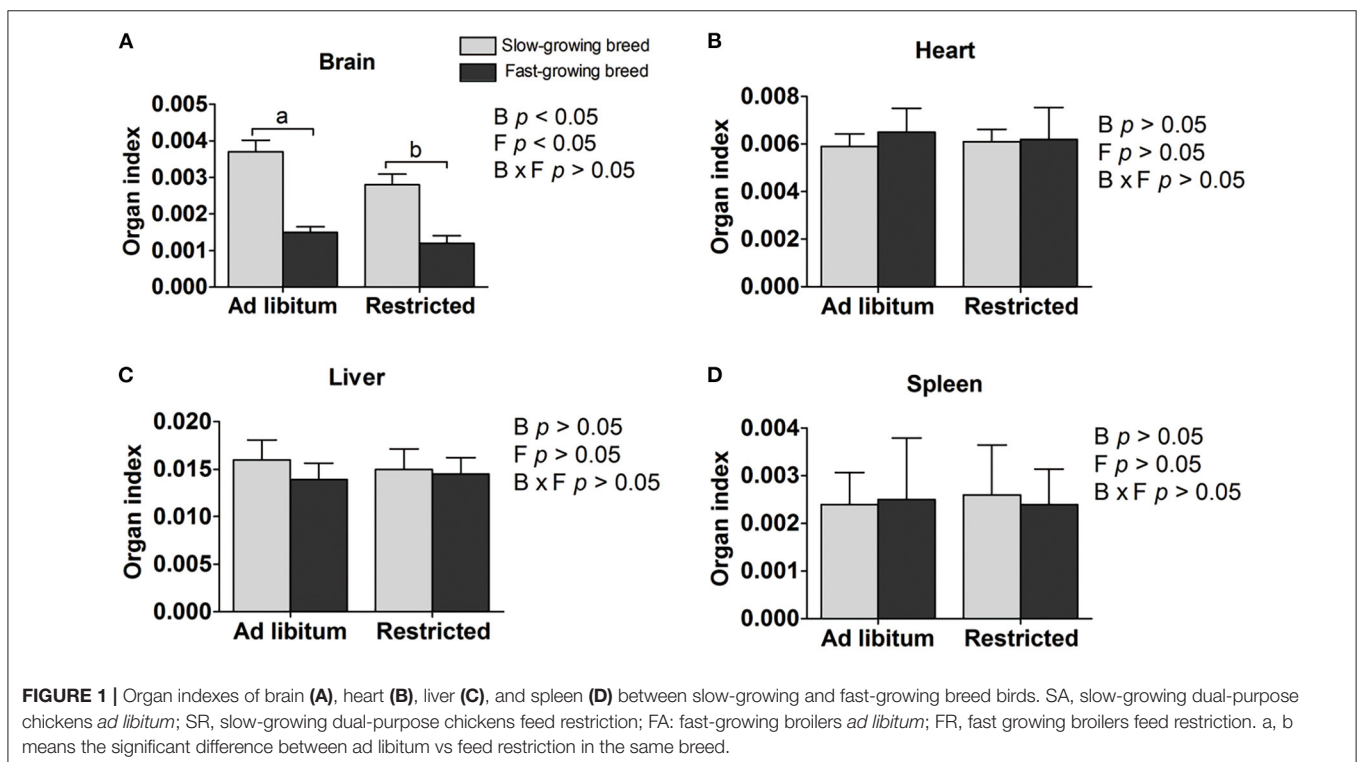 A
Brain
Slow-growing breed
Fast-growing breed
0.005
0.004
0.003
0.002
0.001
0.000
Organ index
a
b
Ad libitum Restricted
B p < 0.05
F p < 0.05
B x F p > 0.05
B
Heart
0.008
0.006
0.004
0.002
0.000
Organ index
Ad libitum Restricted
B p > 0.05
F p > 0.05
B x F p > 0.05
C
Liver
0.020
0.015
0.010
0.005
0.000
Organ index
Ad libitum Restricted
B p > 0.05
F p > 0.05
B x F p > 0.05
D
Spleen
0.004
0.003
0.002
0.001
0.000
Organ index
Ad libitum Restricted
B p > 0.05
F p > 0.05
B x F p > 0.05
FIGURE 1 | Organ indexes of brain (A), heart (B), liver (C), and spleen (D) between slow-growing and fast-growing breed birds. SA, slow-growing dual-purpose
chickens ad libitum; SR, slow-growing dual-purpose chickens feed restriction; FA: fast-growing broilers ad libitum; FR, fast growing broilers feed restriction. a, b
means the significant difference between ad libitum vs feed restriction in the same breed.